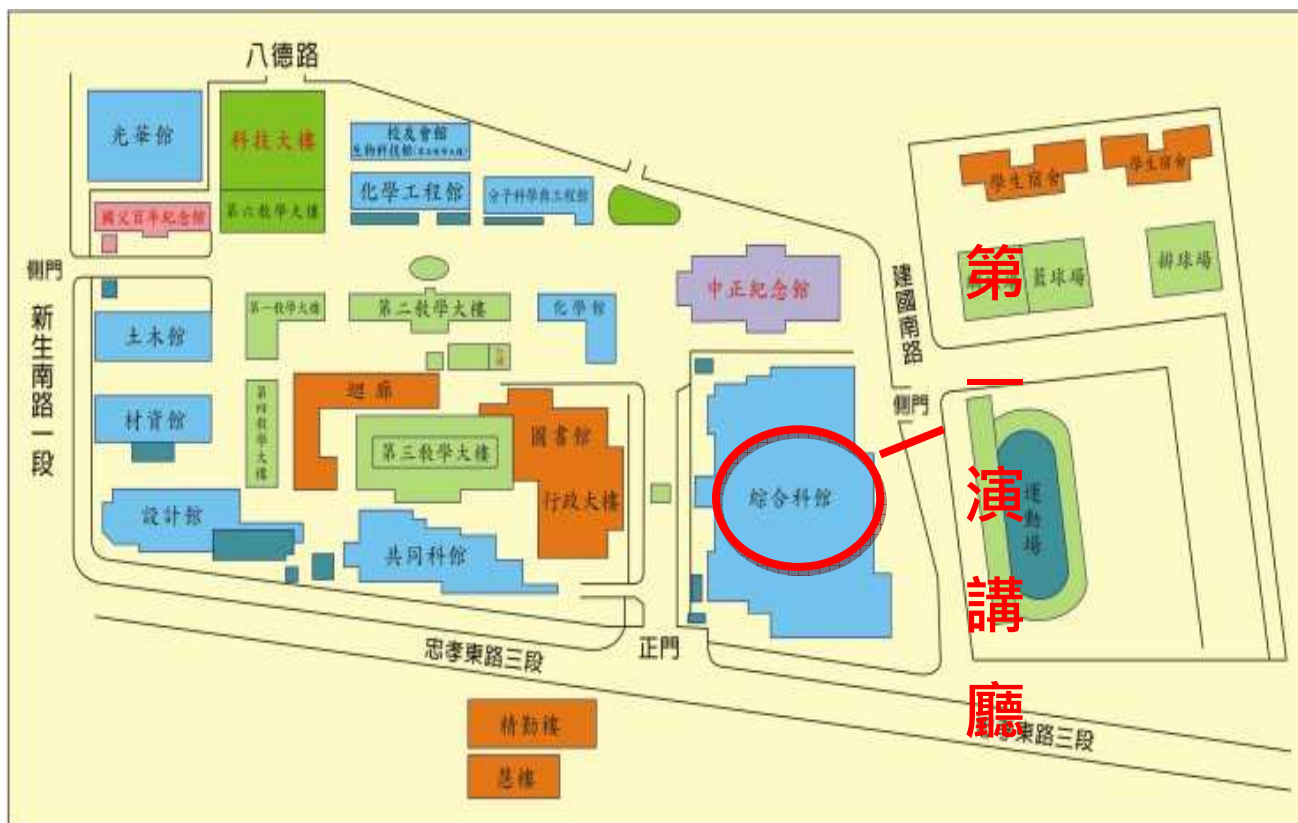 八德路
光華館
科技大樓
校友會館
化學工程館
分子科學與工程館
國父百年紀念館
第六教學大樓
學生宿舍
學生宿舍
側門
新生南路一段
土木館
第一教學大樓
第二教學大樓
化學館
中正紀念館
建國南路
籃球場
排球場
材資館
第四教學大樓
迴廊
第三教學大樓
圖書館
行政大樓
側門
綜合科館
第一演講廳
運動場
設計館
共同科館
忠孝東路三段
正門
東路三段
精勤樓
慧樓